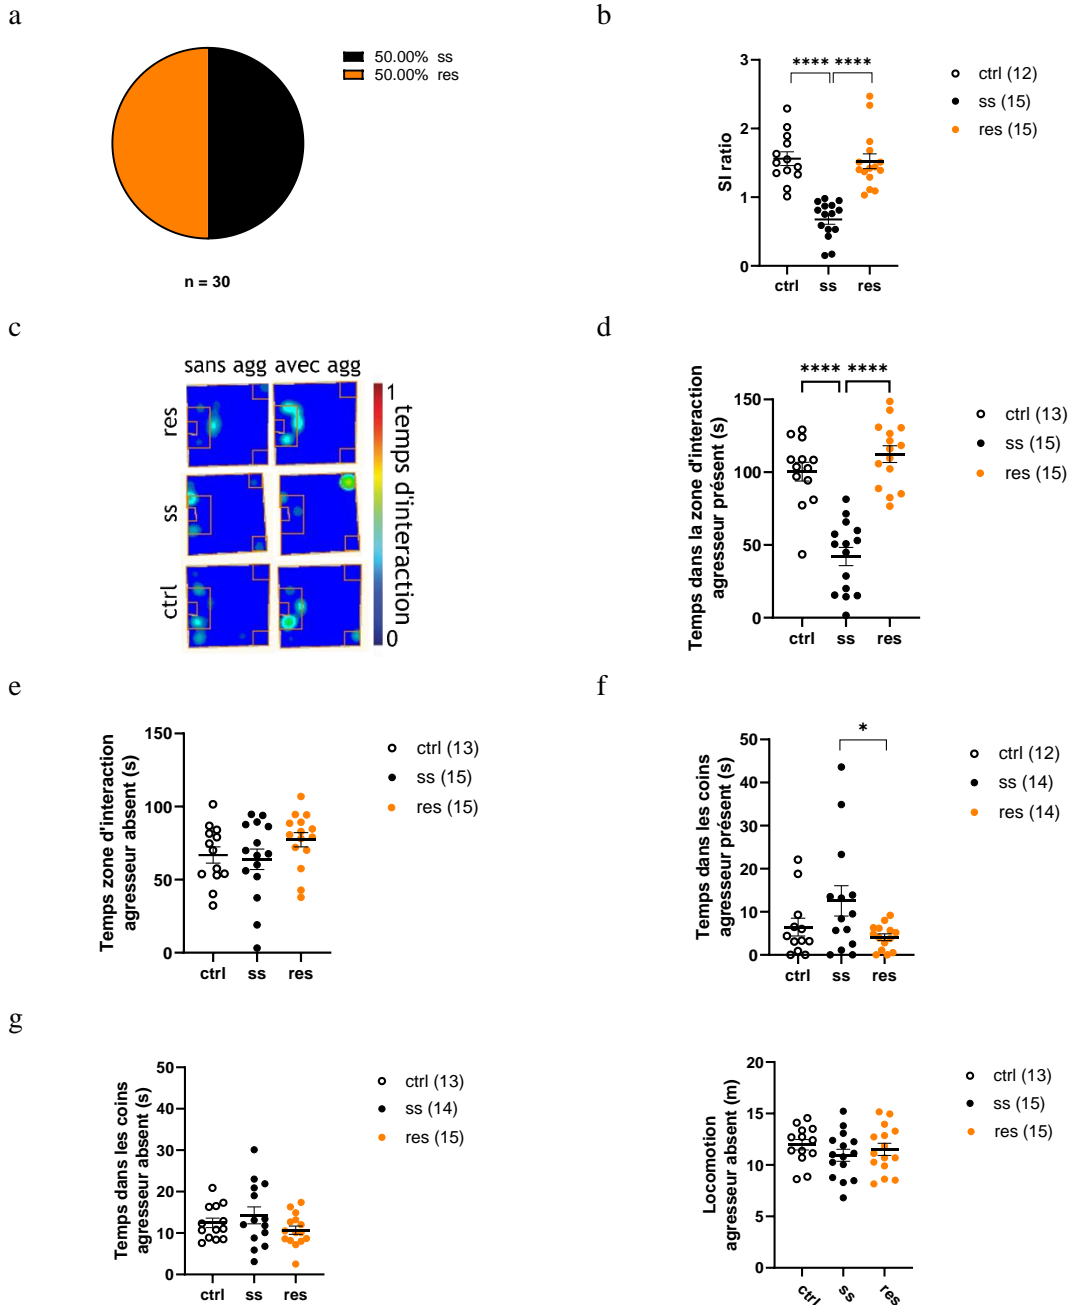 a
50.00% ss
50.00% res
n = 30
b
SI ratio
3
2
1
0
**** ****
ctrl ss res
ctrl (12)
ss (15)
res (15)
c
sans agg avec agg
res
ss
ctrl
1
temps d'interaction
0
d
Temps dans la zone d'interaction
agresseur présent (s)
150
100
50
0
**** ****
ctrl ss res
ctrl (13)
ss (15)
res (15)
e
Temps zone d'interaction
agresseur absent (s)
150
100
50
0
ctrl ss res
ctrl (13)
ss (15)
res (15)
f
Temps dans les coins
agresseur présent (s)
50
40
30
20
10
0
*
ctrl ss res
ctrl (12)
ss (14)
res (14)
g
Temps dans les coins
agresseur absent (s)
50
40
30
20
10
0
ctrl ss res
ctrl (13)
ss (14)
res (15)
Locomotion
agresseur absent (m)
20
15
10
5
0
ctrl ss res
ctrl (13)
ss (15)
res (15)